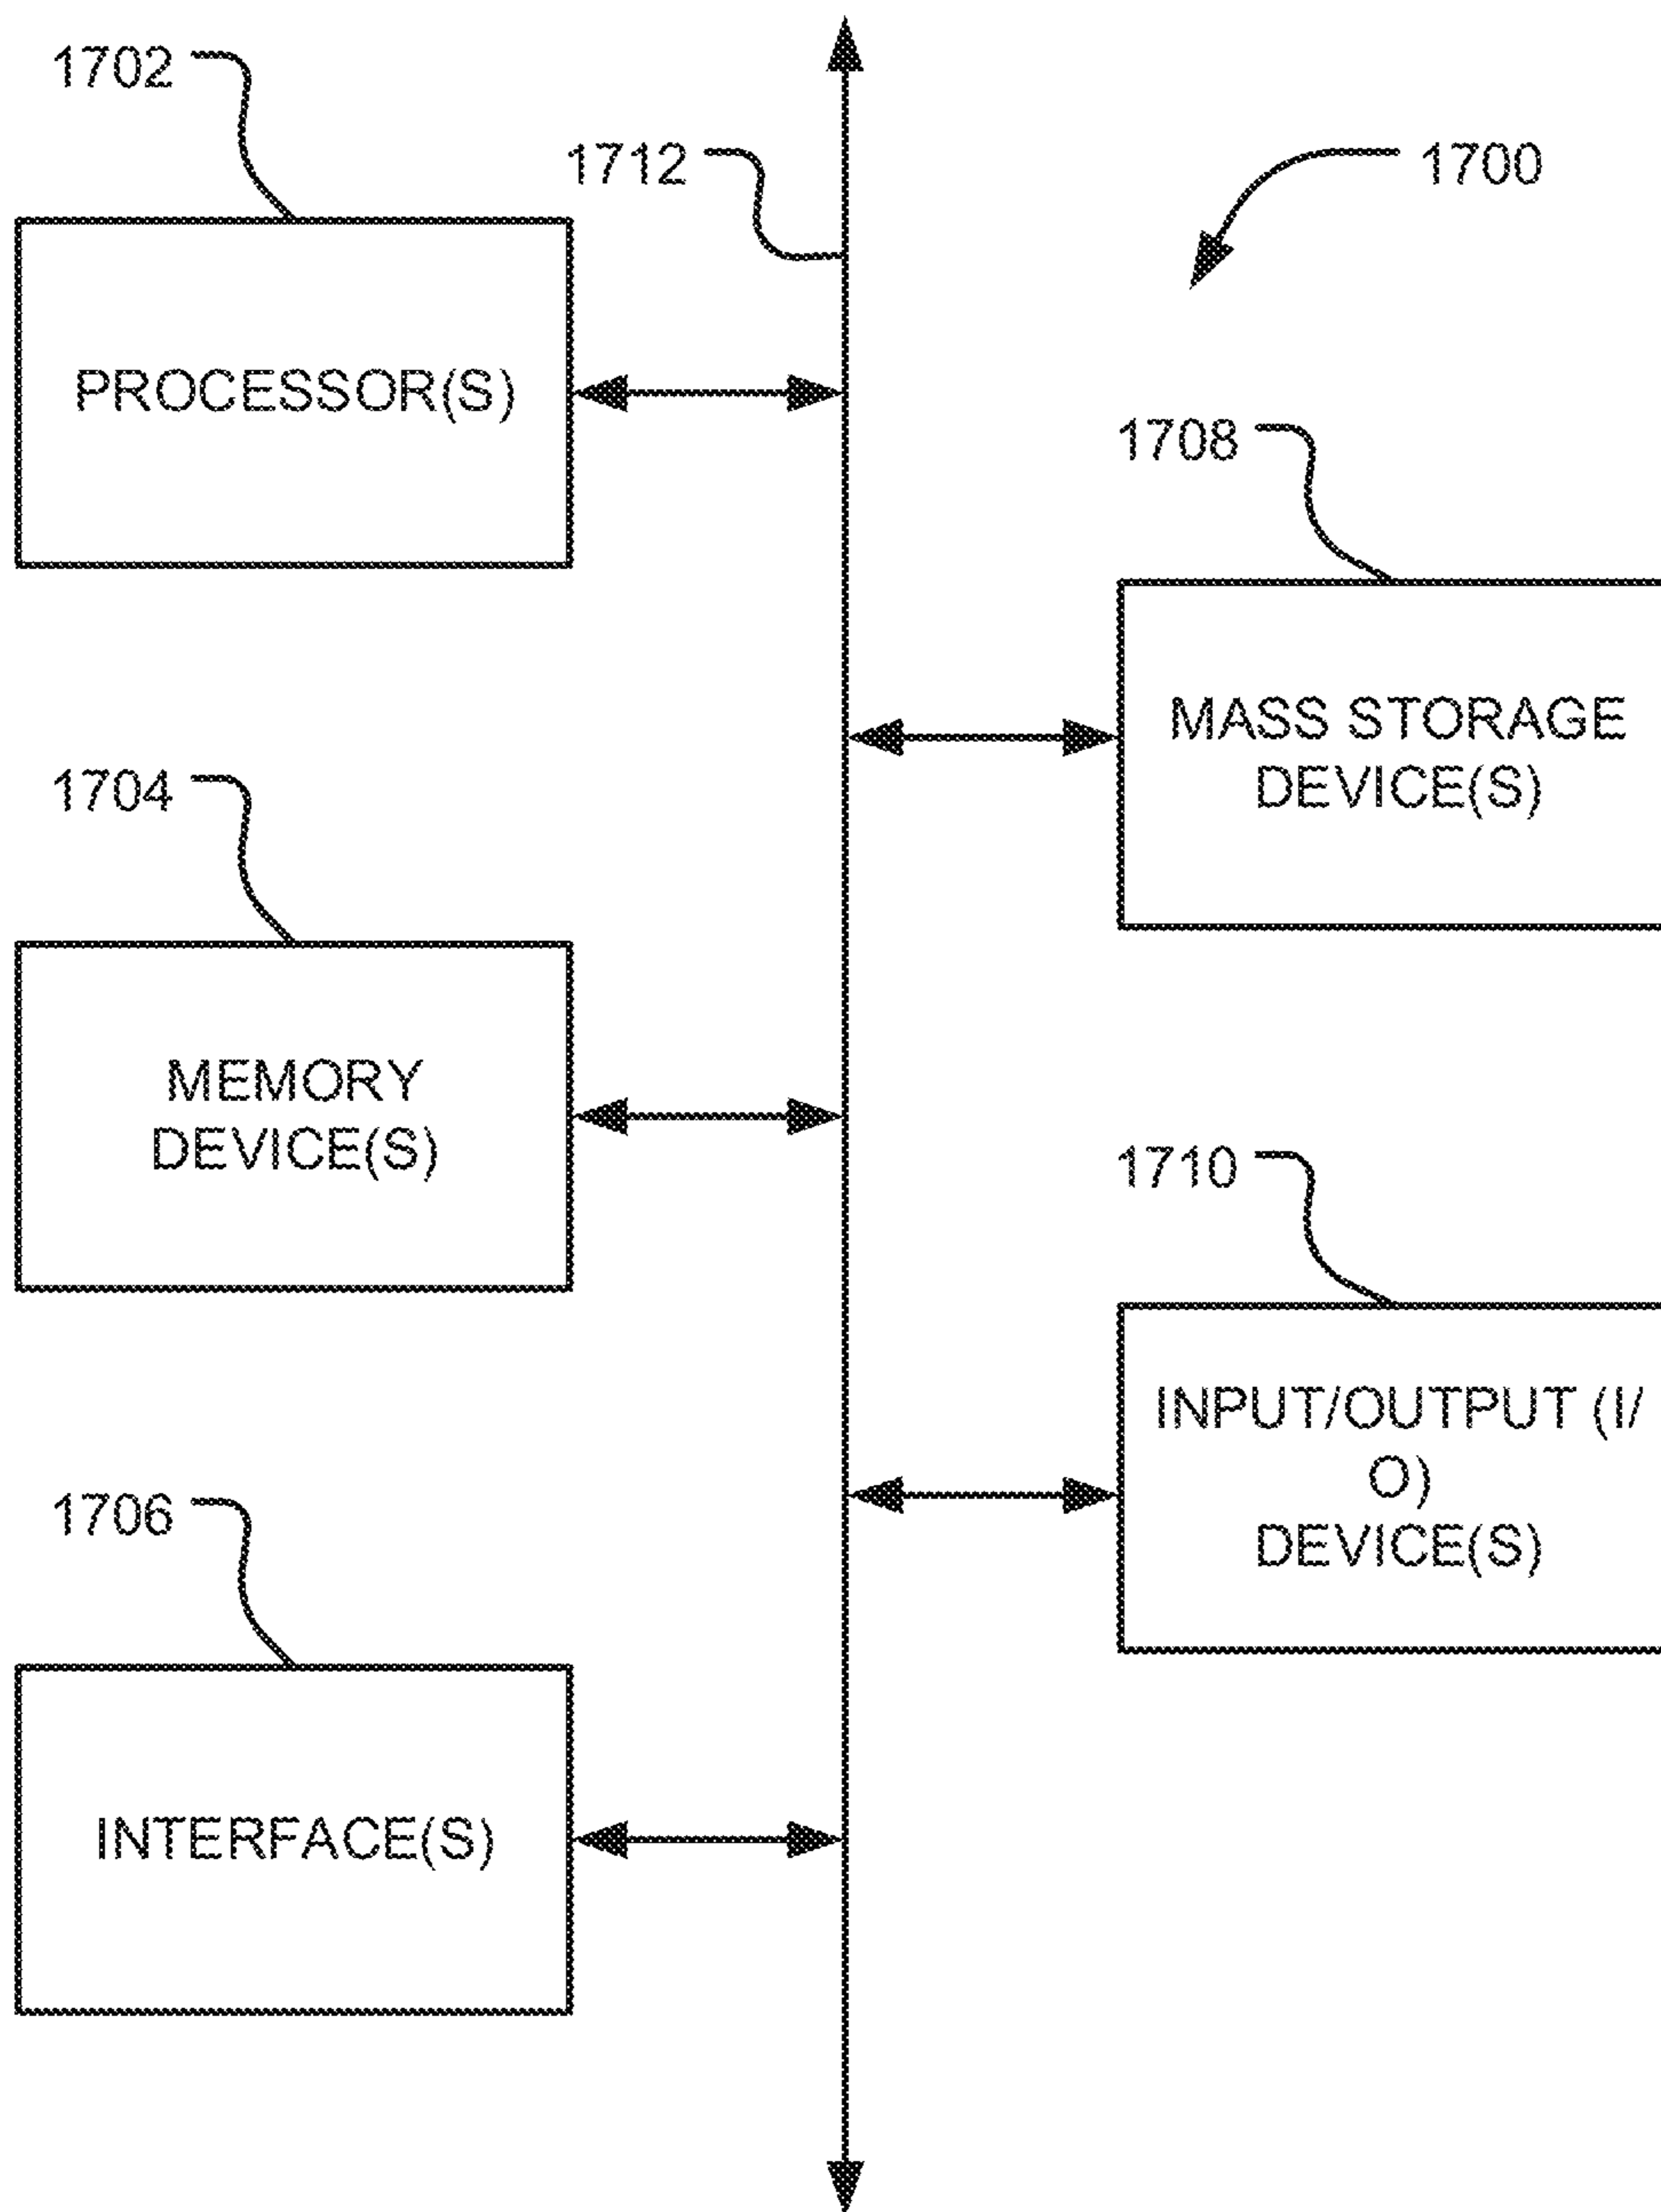 1702
1712
1700
PROCESSOR(S)
1708
MASS STORAGE
DEVICE(S)
1704
MEMORY
DEVICE(S)
1710
INPUT/OUTPUT (I/
O)
DEVICE(S)
1706
INTERFACE(S)